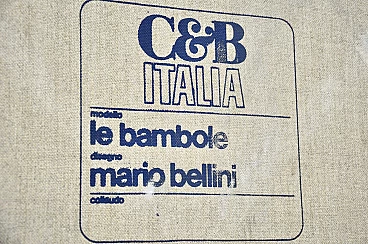 C&B
ITALIA
modello
le bambole
disegno
mario bellini
collaudo